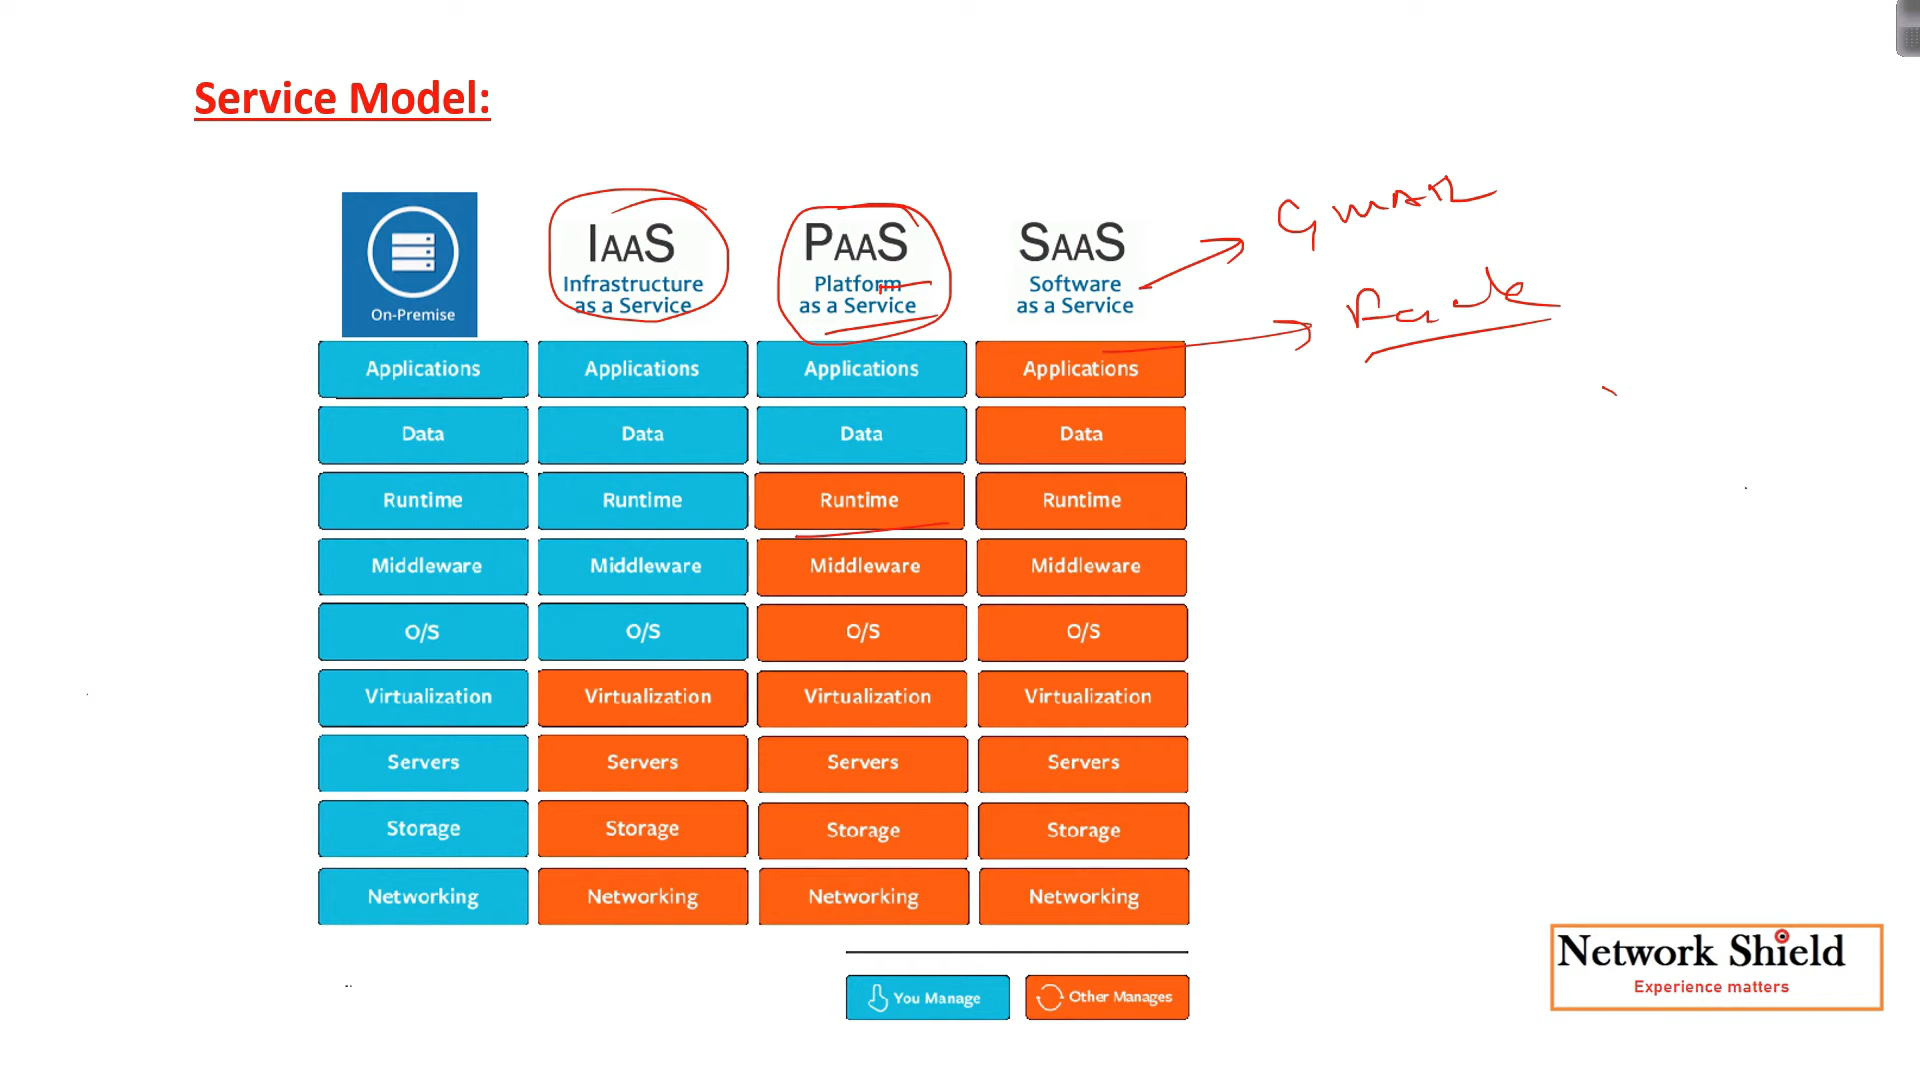 Service Model:
On-Premise
IAAS
Infrastructure
as a Service
PAAS
Platform
as a Service
SAAS
Software
as a Service
Gmail
Applications Applications Applications Applications
Data Data Data Data
Runtime Runtime Runtime Runtime
Middleware Middleware Middleware Middleware
O/S O/S O/S O/S
Virtualization Virtualization Virtualization Virtualization
Servers Servers Servers Servers
Storage Storage Storage Storage
Networking Networking Networking Networking
You Manage Other Manages
Network Shield
Experience matters